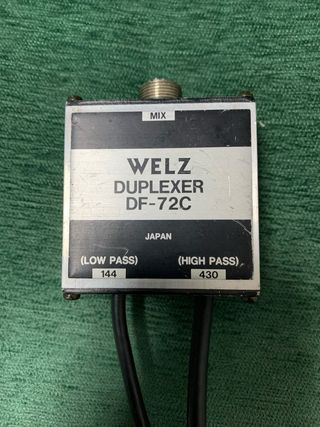 MIX
WELZ
DUPLEXER
DF-72C
JAPAN
(LOW PASS) (HIGH PASS)
144 430